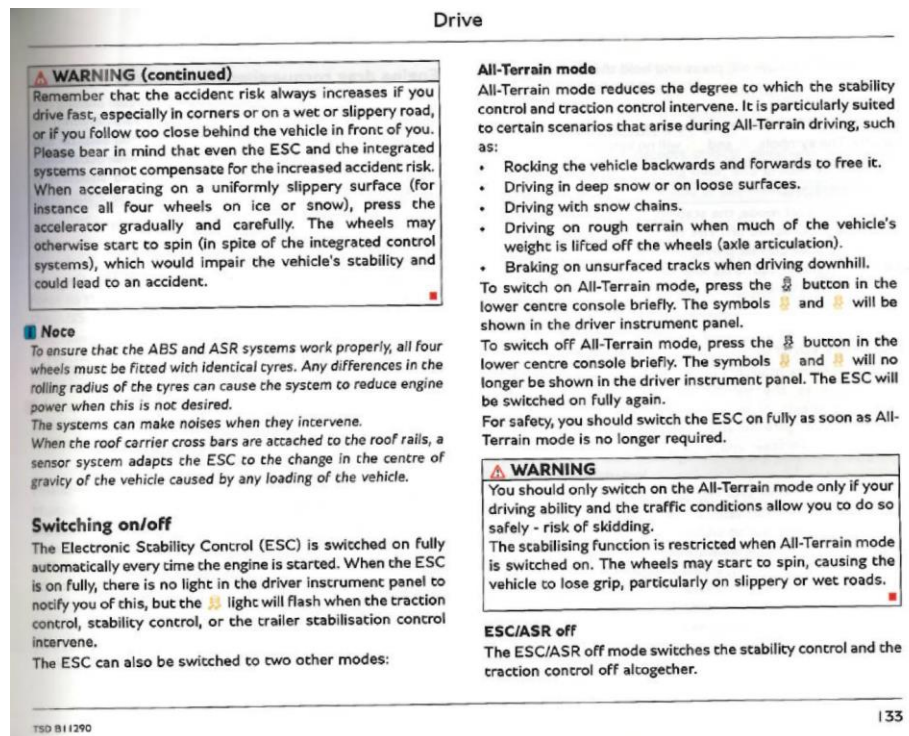 Drive
WARNING (continued)
Remember that the accident risk always increases if you
drive fast, especially in corners or on a wet or slippery road,
or if you follow too close behind the vehicle in front of you.
Please bear in mind that even the ESC and the integrated
systems cannot compensate for the increased accident risk.
When accelerating on a uniformly slippery surface (for
instance all four wheels on ice or snow), press the
accelerator gradually and carefully. The wheels may
otherwise start to spin (in spite of the integrated control
systems), which would impair the vehicle's stability and
could lead to an accident.
Note
To ensure that the ABS and ASR systems work properly, all four
wheels must be fitted with identical tyres. Any differences in the
rolling radius of the tyres can cause the system to reduce engine
power when this is not desired.
The systems can make noises when they intervene.
When the roof carrier cross bars are attached to the roof rails, a
sensor system adapts the ESC to the change in the centre of
gravity of the vehicle caused by any loading of the vehicle.
Switching on/off
The Electronic Stability Control (ESC) is switched on fully
automatically every time the engine is started. When the ESC
is on fully, there is no light in the driver instrument panel to
notify you of this, but the light will flash when the traction
control, stability control, or the trailer stabilisation control
intervene.
The ESC can also be switched to two other modes:
All-Terrain mode
All-Terrain mode reduces the degree to which the stability
control and traction control intervene. It is particularly suited
to certain scenarios that arise during All-Terrain driving, such
as:
• Rocking the vehicle backwards and forwards to free it.
• Driving in deep snow or on loose surfaces.
• Driving with snow chains.
• Driving on rough terrain when much of the vehicle's
weight is lifted off the wheels (axle articulation).
• Braking on unsurfaced tracks when driving downhill.
To switch on All-Terrain mode, press the button in the
lower centre console briefly. The symbols and will be
shown in the driver instrument panel.
To switch off All-Terrain mode, press the button in the
lower centre console briefly. The symbols and will no
longer be shown in the driver instrument panel. The ESC will
be switched on fully again.
For safety, you should switch the ESC on fully as soon as All-
Terrain mode is no longer required.
WARNING
You should only switch on the All-Terrain mode only if your
driving ability and the traffic conditions allow you to do so
safely - risk of skidding.
The stabilising function is restricted when All-Terrain mode
is switched on. The wheels may start to spin, causing the
vehicle to lose grip, particularly on slippery or wet roads.
ESC/ASR off
The ESC/ASR off mode switches the stability control and the
traction control off altogether.
TSD B11290
133